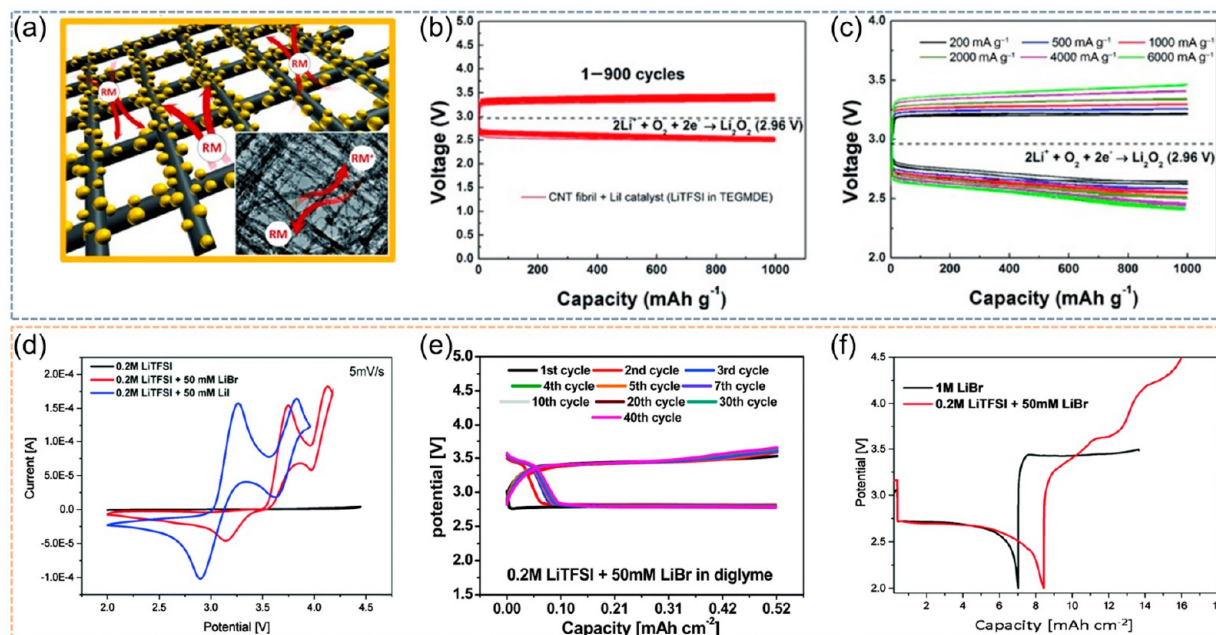 (a)
RM
RM
RM
RM⁺
RM
(b)
5.0
4.5
4.0
3.5
3.0
2.5
2.0
1.5
1.0
0.5
0.0
Voltage (V)
1−900 cycles
2Li⁺ + O₂ + 2e⁻ → Li₂O₂ (2.96 V)
CNT fibril + LiI catalyst (LiTFSI in TEGMDE)
0 200 400 600 800 1000
Capacity (mAh g⁻¹)
(c)
4.0
3.5
3.0
2.5
2.0
Voltage (V)
200 mA g⁻¹ 500 mA g⁻¹ 1000 mA g⁻¹
2000 mA g⁻¹ 4000 mA g⁻¹ 6000 mA g⁻¹
2Li⁺ + O₂ + 2e⁻ → Li₂O₂ (2.96 V)
0 200 400 600 800 1000
Capacity (mAh g⁻¹)
(d)
2.0E-4
1.5E-4
1.0E-4
5.0E-5
0.0
-5.0E-5
-1.0E-4
Current [A]
0.2M LiTFSI
0.2M LiTFSI + 50 mM LiBr
0.2M LiTFSI + 50 mM LiI
5mV/s
2.0 2.5 3.0 3.5 4.0 4.5
Potential [V]
(e)
5.0
4.5
4.0
3.5
3.0
2.5
2.0
1.5
potential [V]
1st cycle 2nd cycle 3rd cycle
4th cycle 5th cycle 7th cycle
10th cycle 20th cycle 30th cycle
40th cycle
0.2M LiTFSI + 50mM LiBr in diglyme
0.00 0.10 0.21 0.31 0.42 0.52
Capacity [mAh cm⁻²]
(f)
4.5
4.0
3.5
3.0
2.5
2.0
Potential [V]
1M LiBr
0.2M LiTFSI + 50mM LiBr
2 4 6 8 10 12 14 16 18
Capacity [mAh cm⁻²]